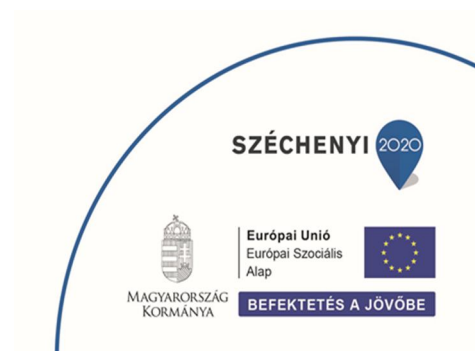 SZÉCHENYI 2020
Európai Unió
Európai Szociális
Alap
MAGYARORSZÁG
KORMÁNYA
BEFEKTETÉS A JÖVŐBE